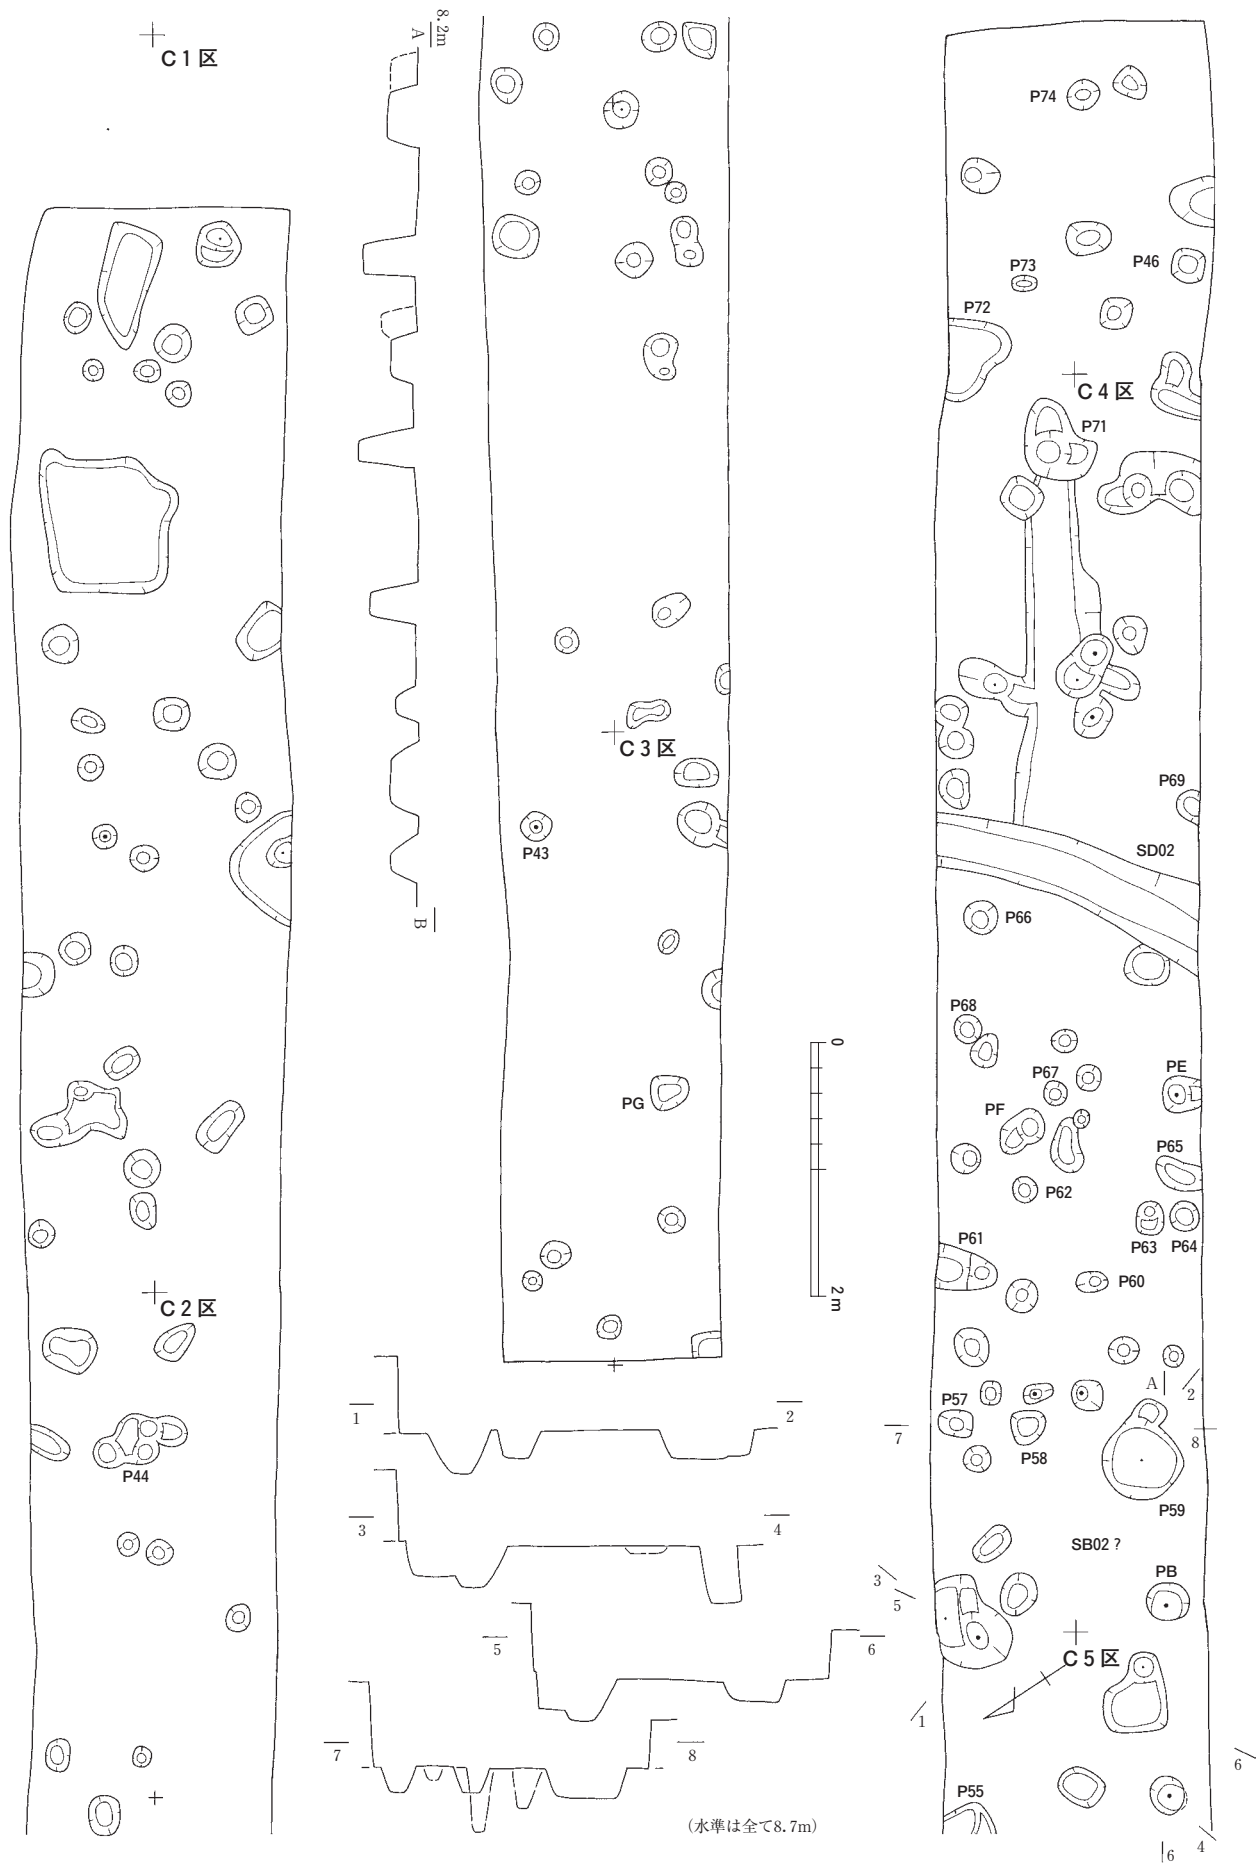 C1区
C2区
P44
8.2m
A
B
C3区
P43
PG
0
2m
1
2
3
4
5
6
7
8
(水準は全て8.7m)
P74
P46
P73
P72
C4区
P71
P69
SD02
P66
P68
P67
PE
PF
P65
P62
P63
P64
P61
P60
A
2
P57
7
8
P58
P59
SB02?
3
5
PB
C5区
1
6
P55
4
6